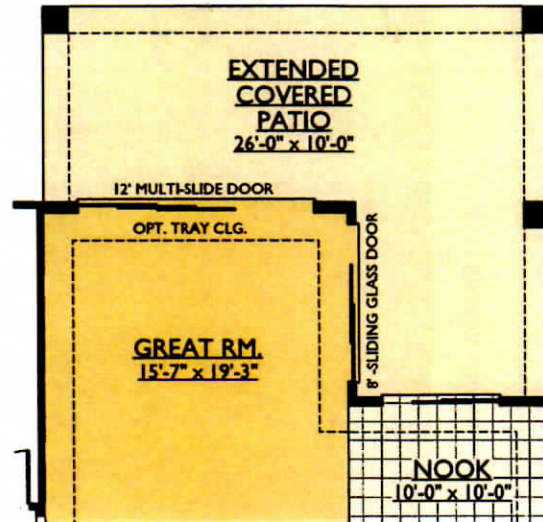 EXTENDED
COVERED
PATIO
26'-0" x 10'-0"
12' MULTI-SLIDE DOOR
OPT. TRAY CLG.
8' SLIDING GLASS DOOR
GREAT RM.
15'-7" x 19'-3"
NOOK
10'-0" x 10'-0"